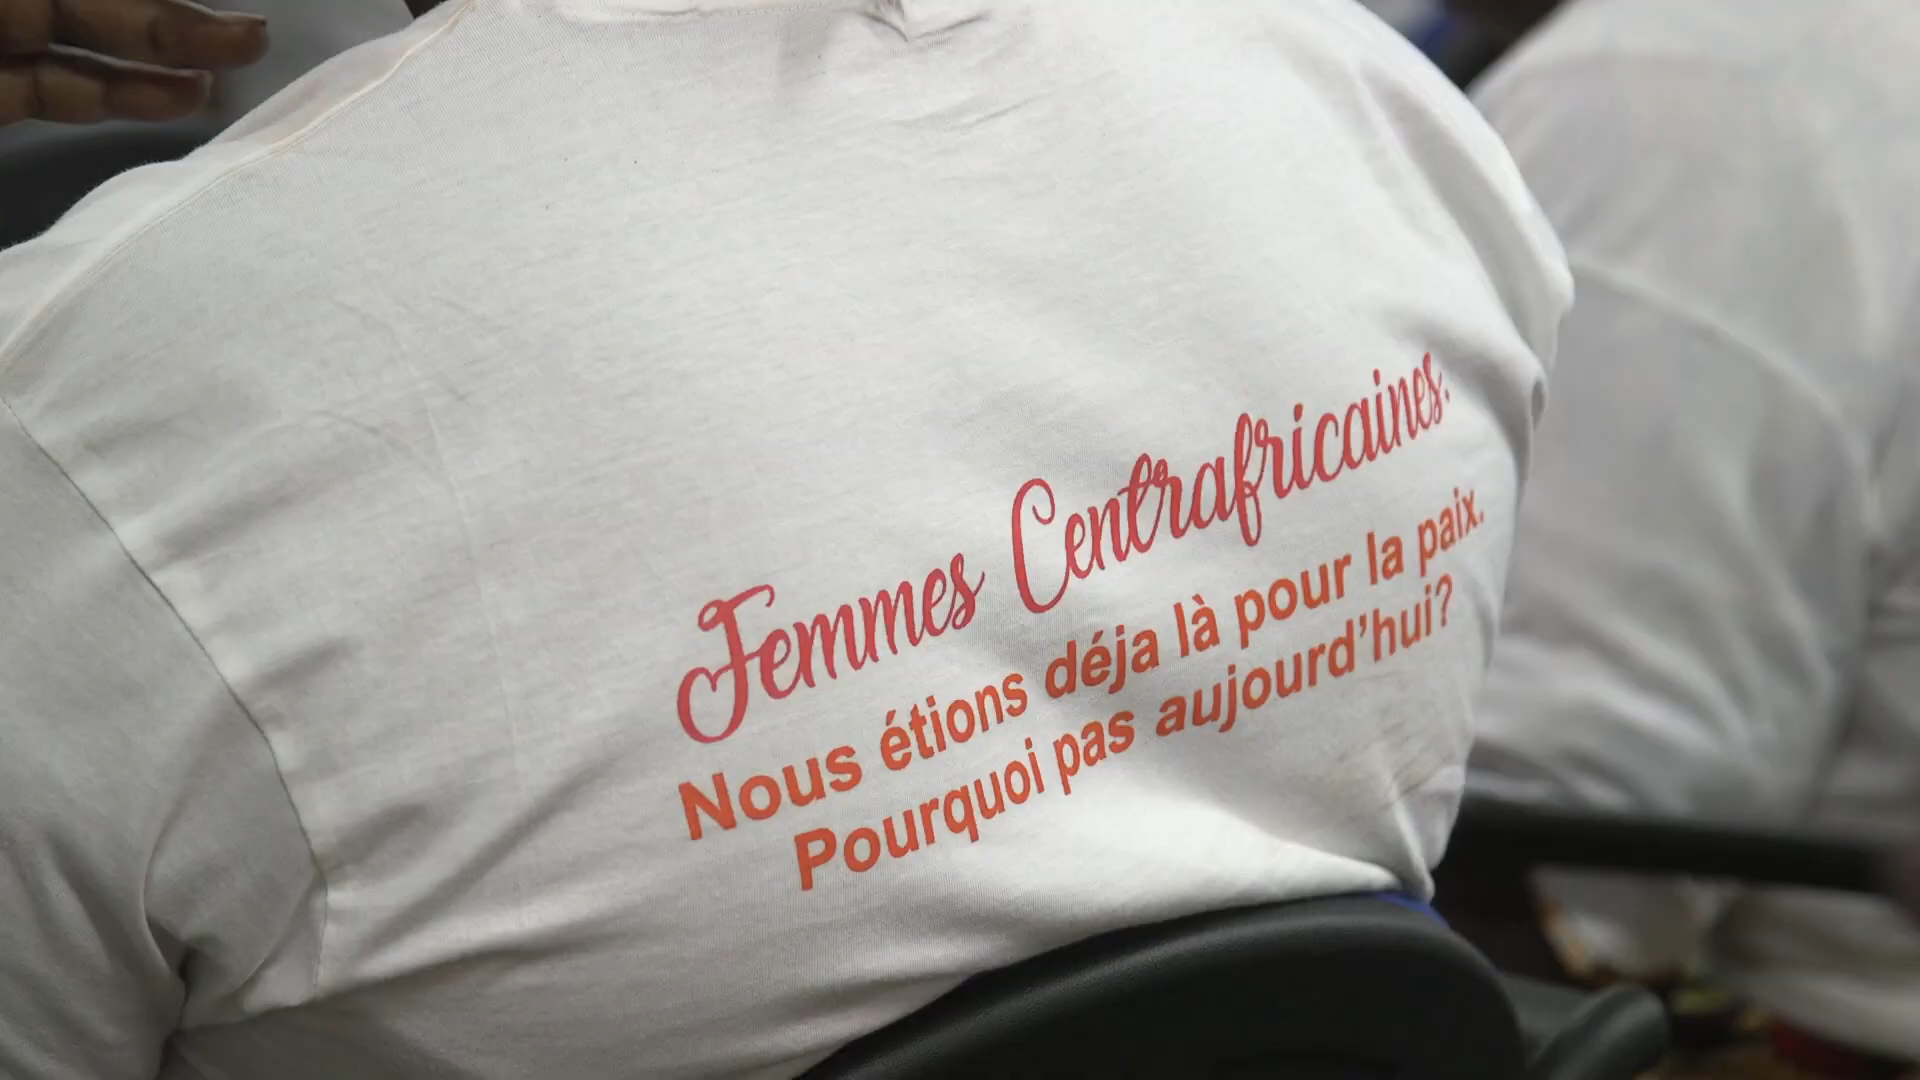 Femmes Centrafricaines.
Nous étions déja là pour la paix.
Pourquoi pas aujourd'hui?